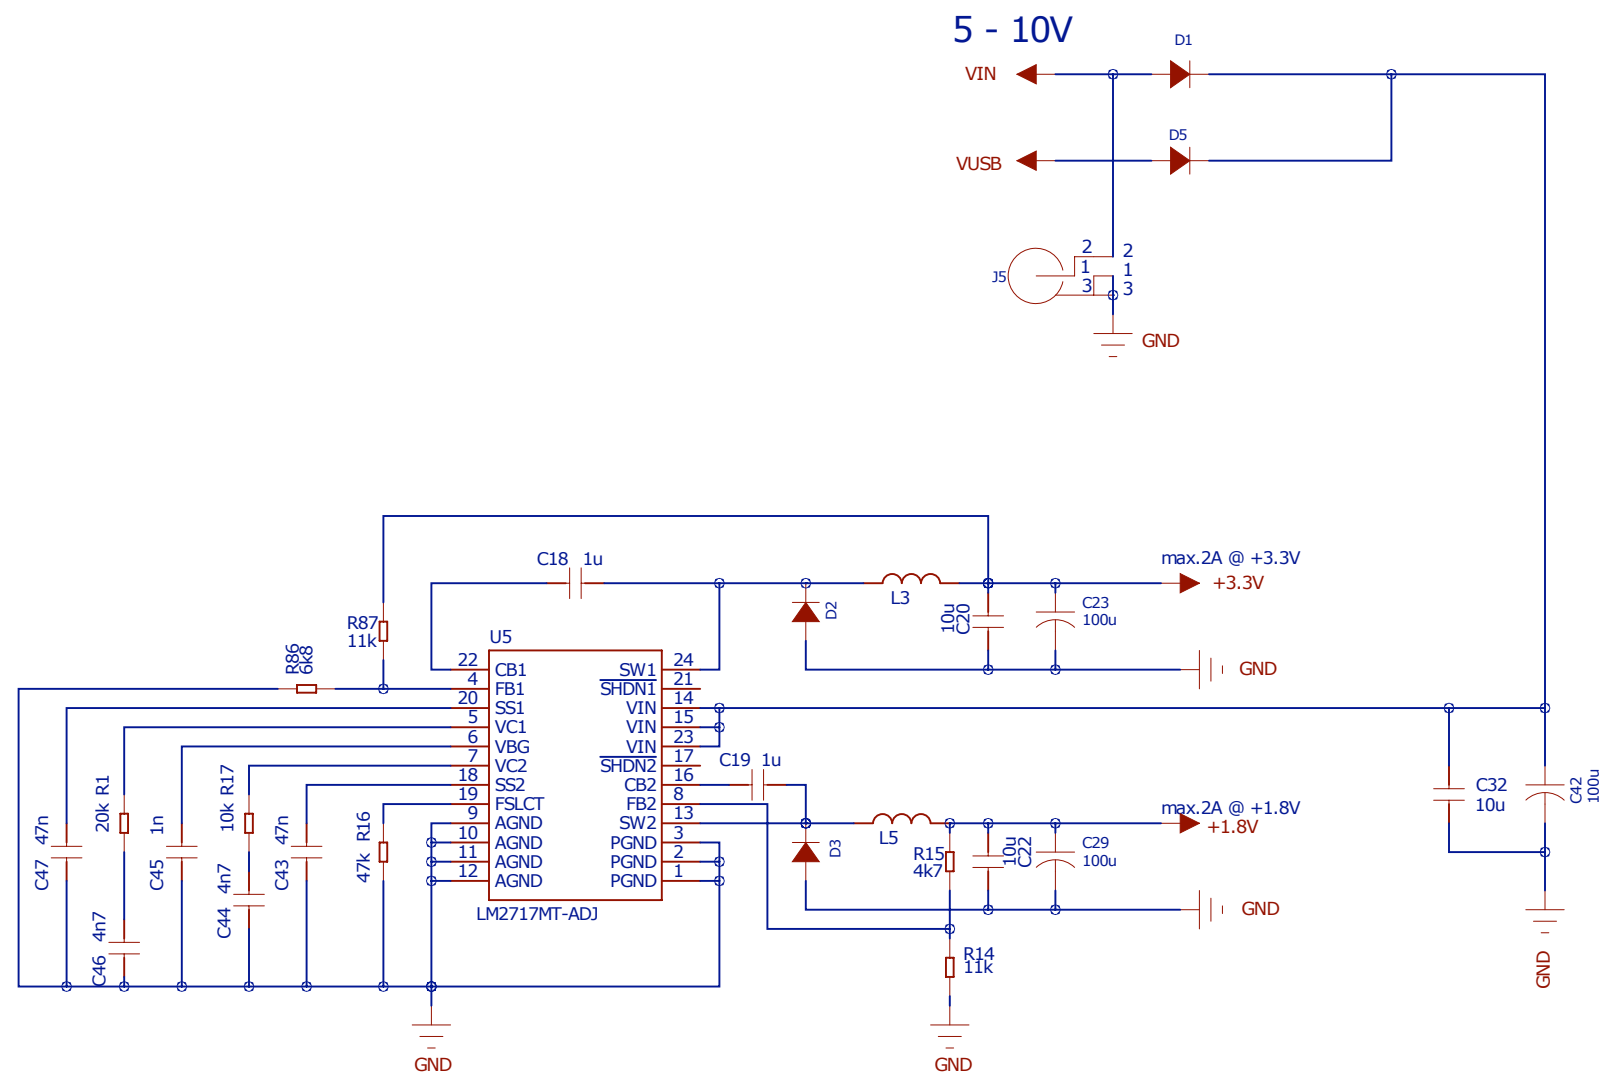 5 - 10V
D1
VIN
D5
VUSB
2 2
1 1
J5
3 3
GND
max.2A @ +3.3V
C18 1u
+3.3V
L3
D2
10u
C20
C23
100u
R87
11k
U5
R86
6k8
22 CB1 SW1 24
4 FB1 SHDN1 21
20 SS1 VIN 14
5 VC1 VIN 15
6 VBG VIN 23
7 VC2 SHDN2 17
18 SS2 CB2 16
19 FSLCT FB2 8
9 AGND SW2 13
10 AGND PGND 3
11 AGND PGND 2
12 AGND PGND 1
LM2717MT-ADJ
GND
C19 1u
C32
10u
C42
100u
max.2A @ +1.8V
+1.8V
L5
D3
R15
4k7
10u
C22
C29
100u
GND
R14
11k
C47 47n
20k R1
C46 4n7
C45 1n
10k R17
C44 4n7
C43 47n
47k R16
GND
GND
GND